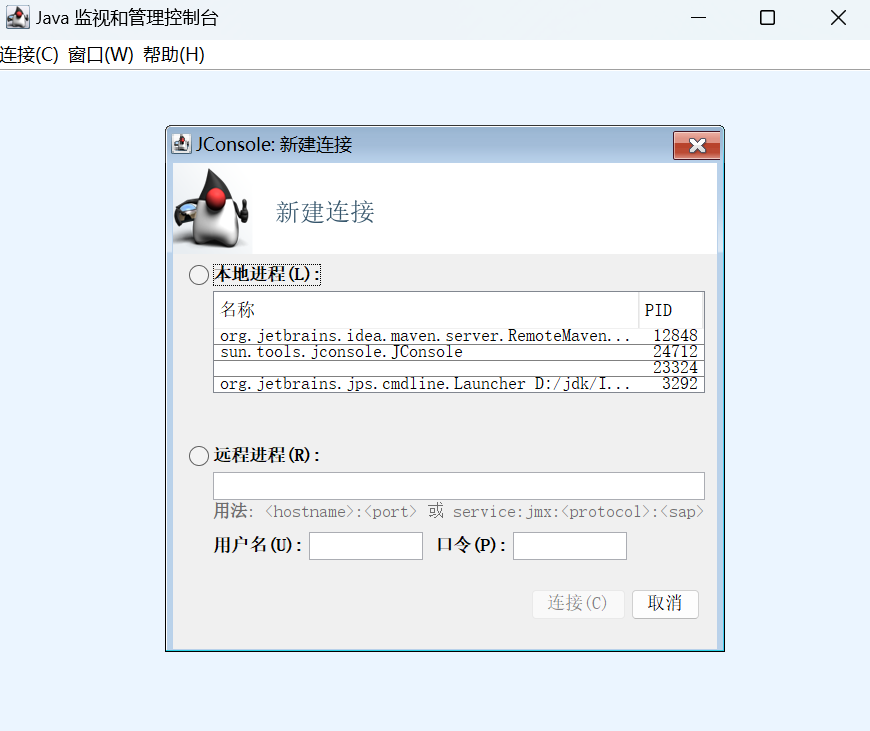 Java 监视和管理控制台
连接(C) 窗口(W) 帮助(H)
JConsole: 新建连接
新建连接
本地进程(L):
名称 PID
org.jetbrains.idea.maven.server.RemoteMaven... 12848
sun.tools.jconsole.JConsole 24712
23324
org.jetbrains.jps.cmdline.Launcher D:/jdk/I... 3292
远程进程(R):
用法: <hostname>:<port> 或 service:jmx:<protocol>:<sap>
用户名(U): 口令(P):
连接(C) 取消